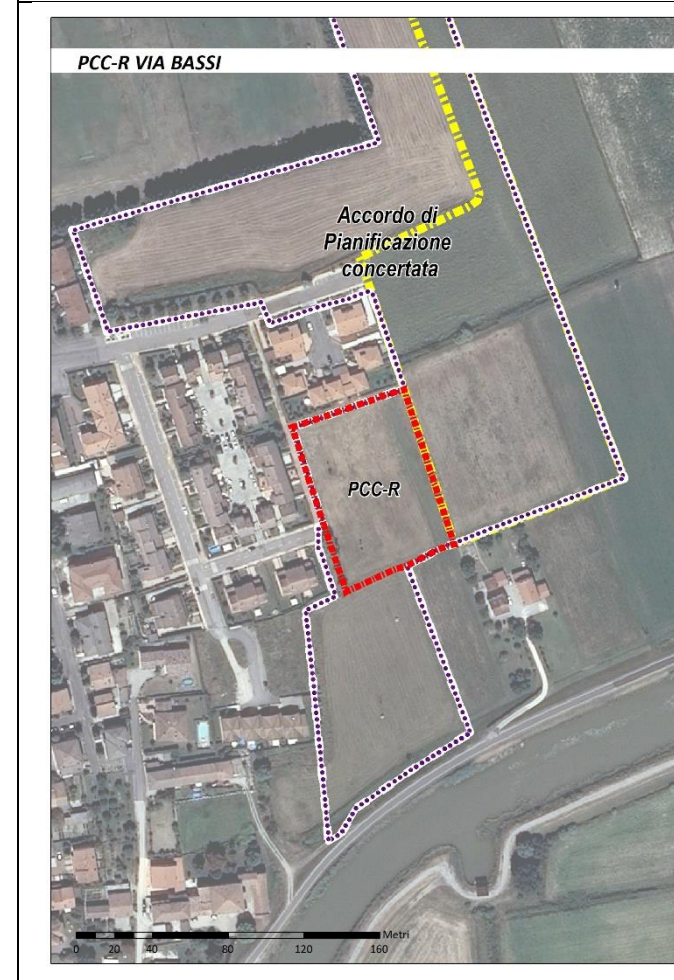 PCC-R VIA BASSI
Accordo di
Pianificazione
concertata
PCC-R
Metri
0 20 40 80 120 160